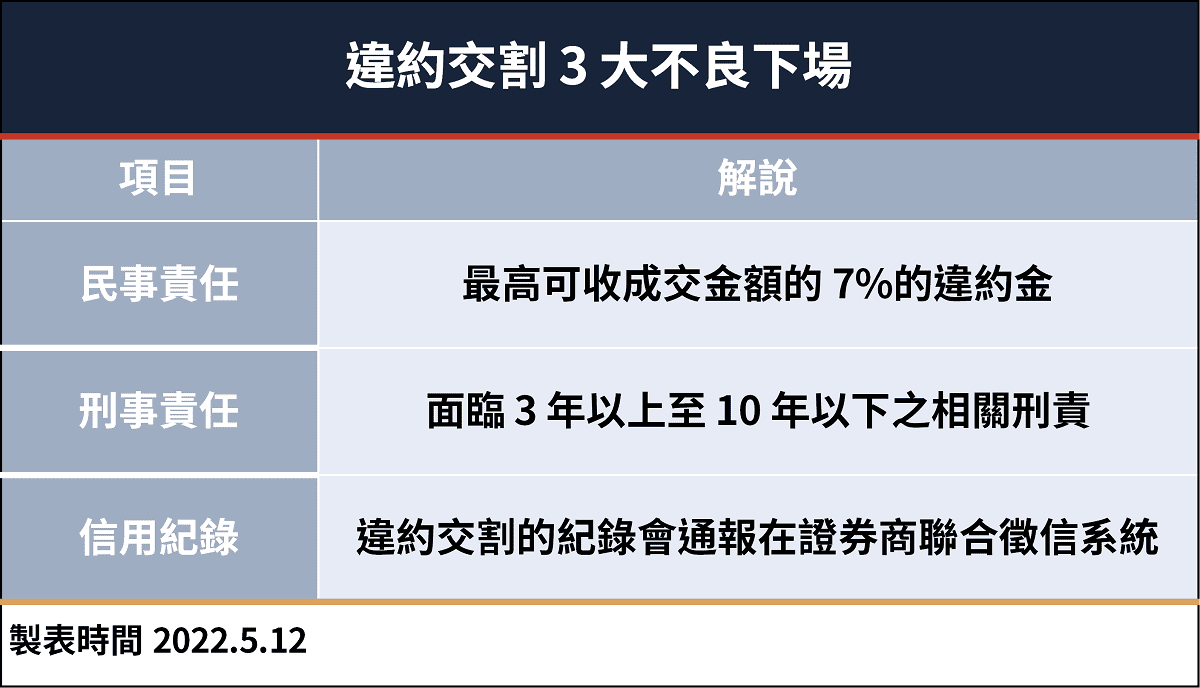 違約交割 3 大不良下場
項目
解說
民事責任
最高可收成交金額的 7%的違約金
刑事責任
面臨 3 年以上至 10 年以下之相關刑責
信用紀錄
違約交割的紀錄會通報在證券商聯合徵信系統
製表時間 2022.5.12